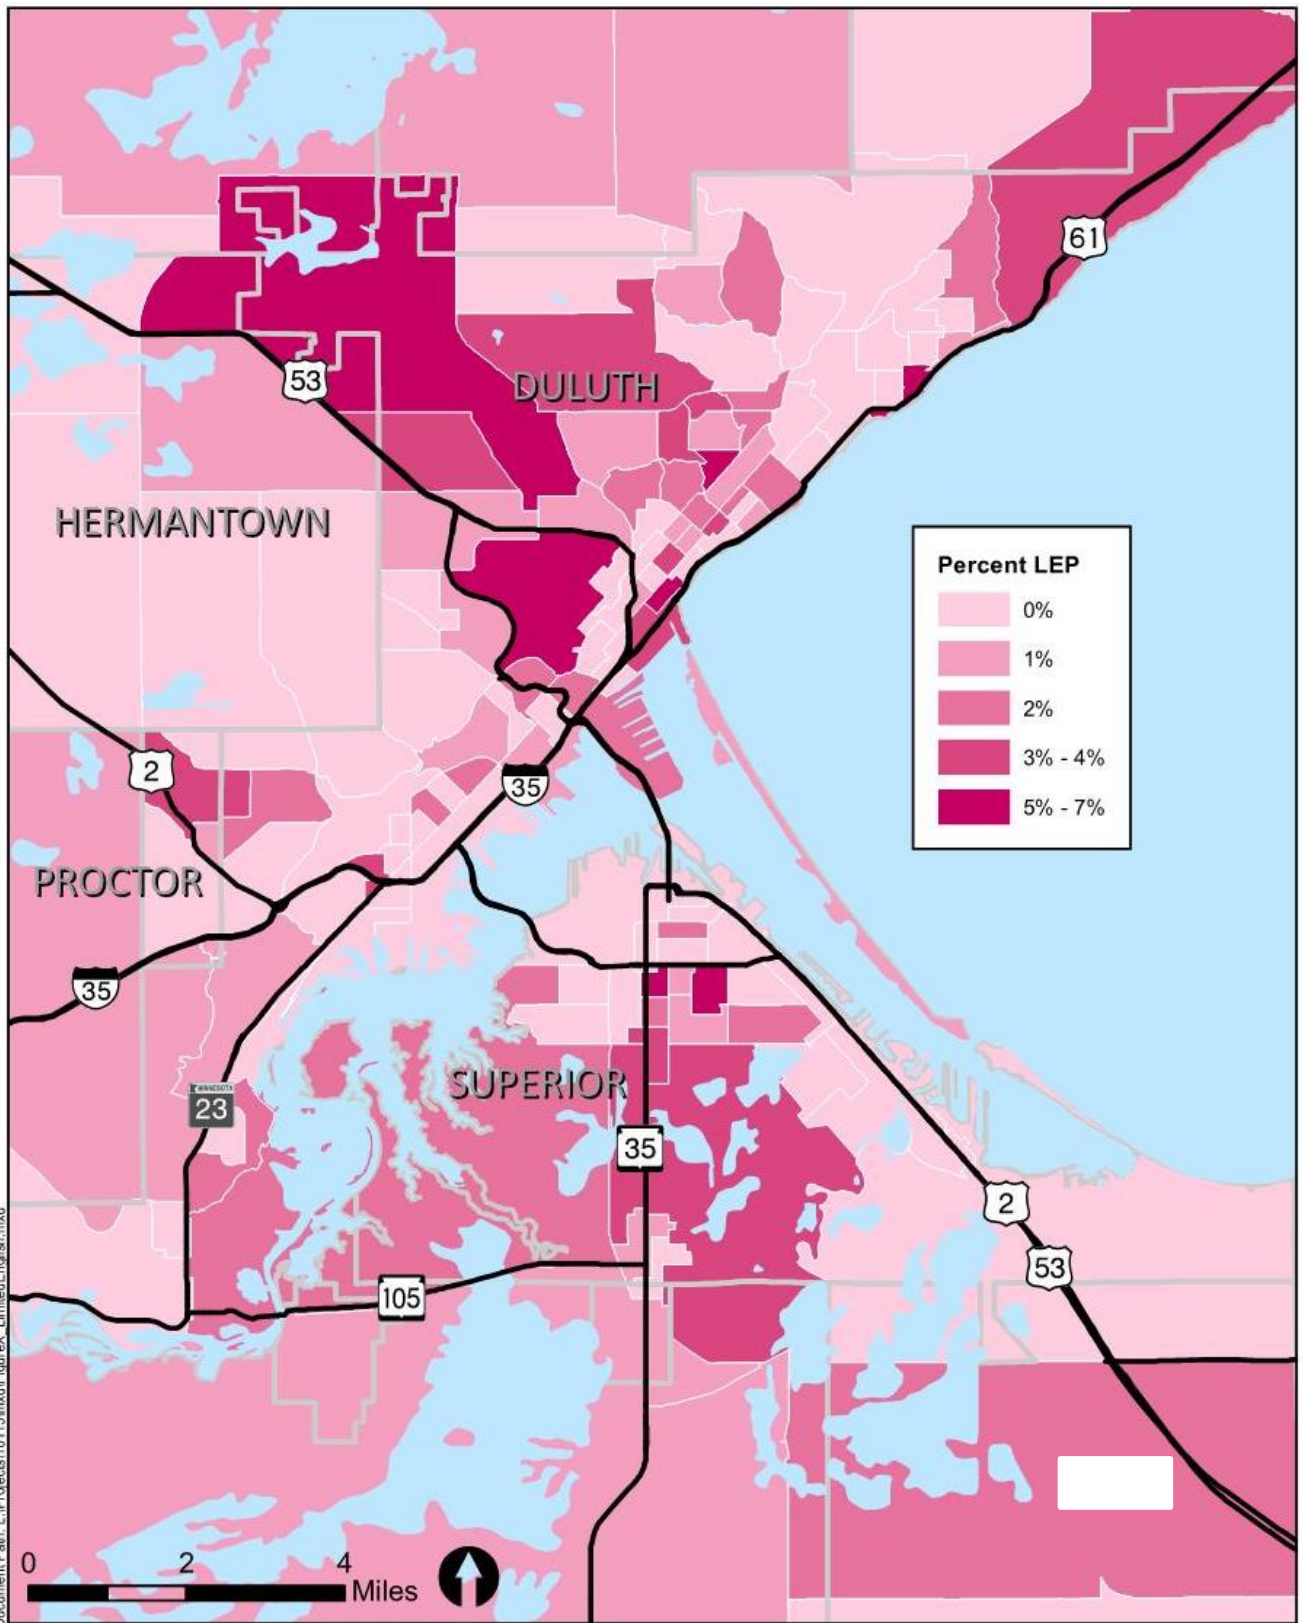 61
53
DULUTH
HERMANTOWN
Percent LEP
0%
1%
2%
3% - 4%
5% - 7%
2
35
PROCTOR
35
SUPERIOR
MINNESOTA
23
35
2
53
105
0 2 4
Miles